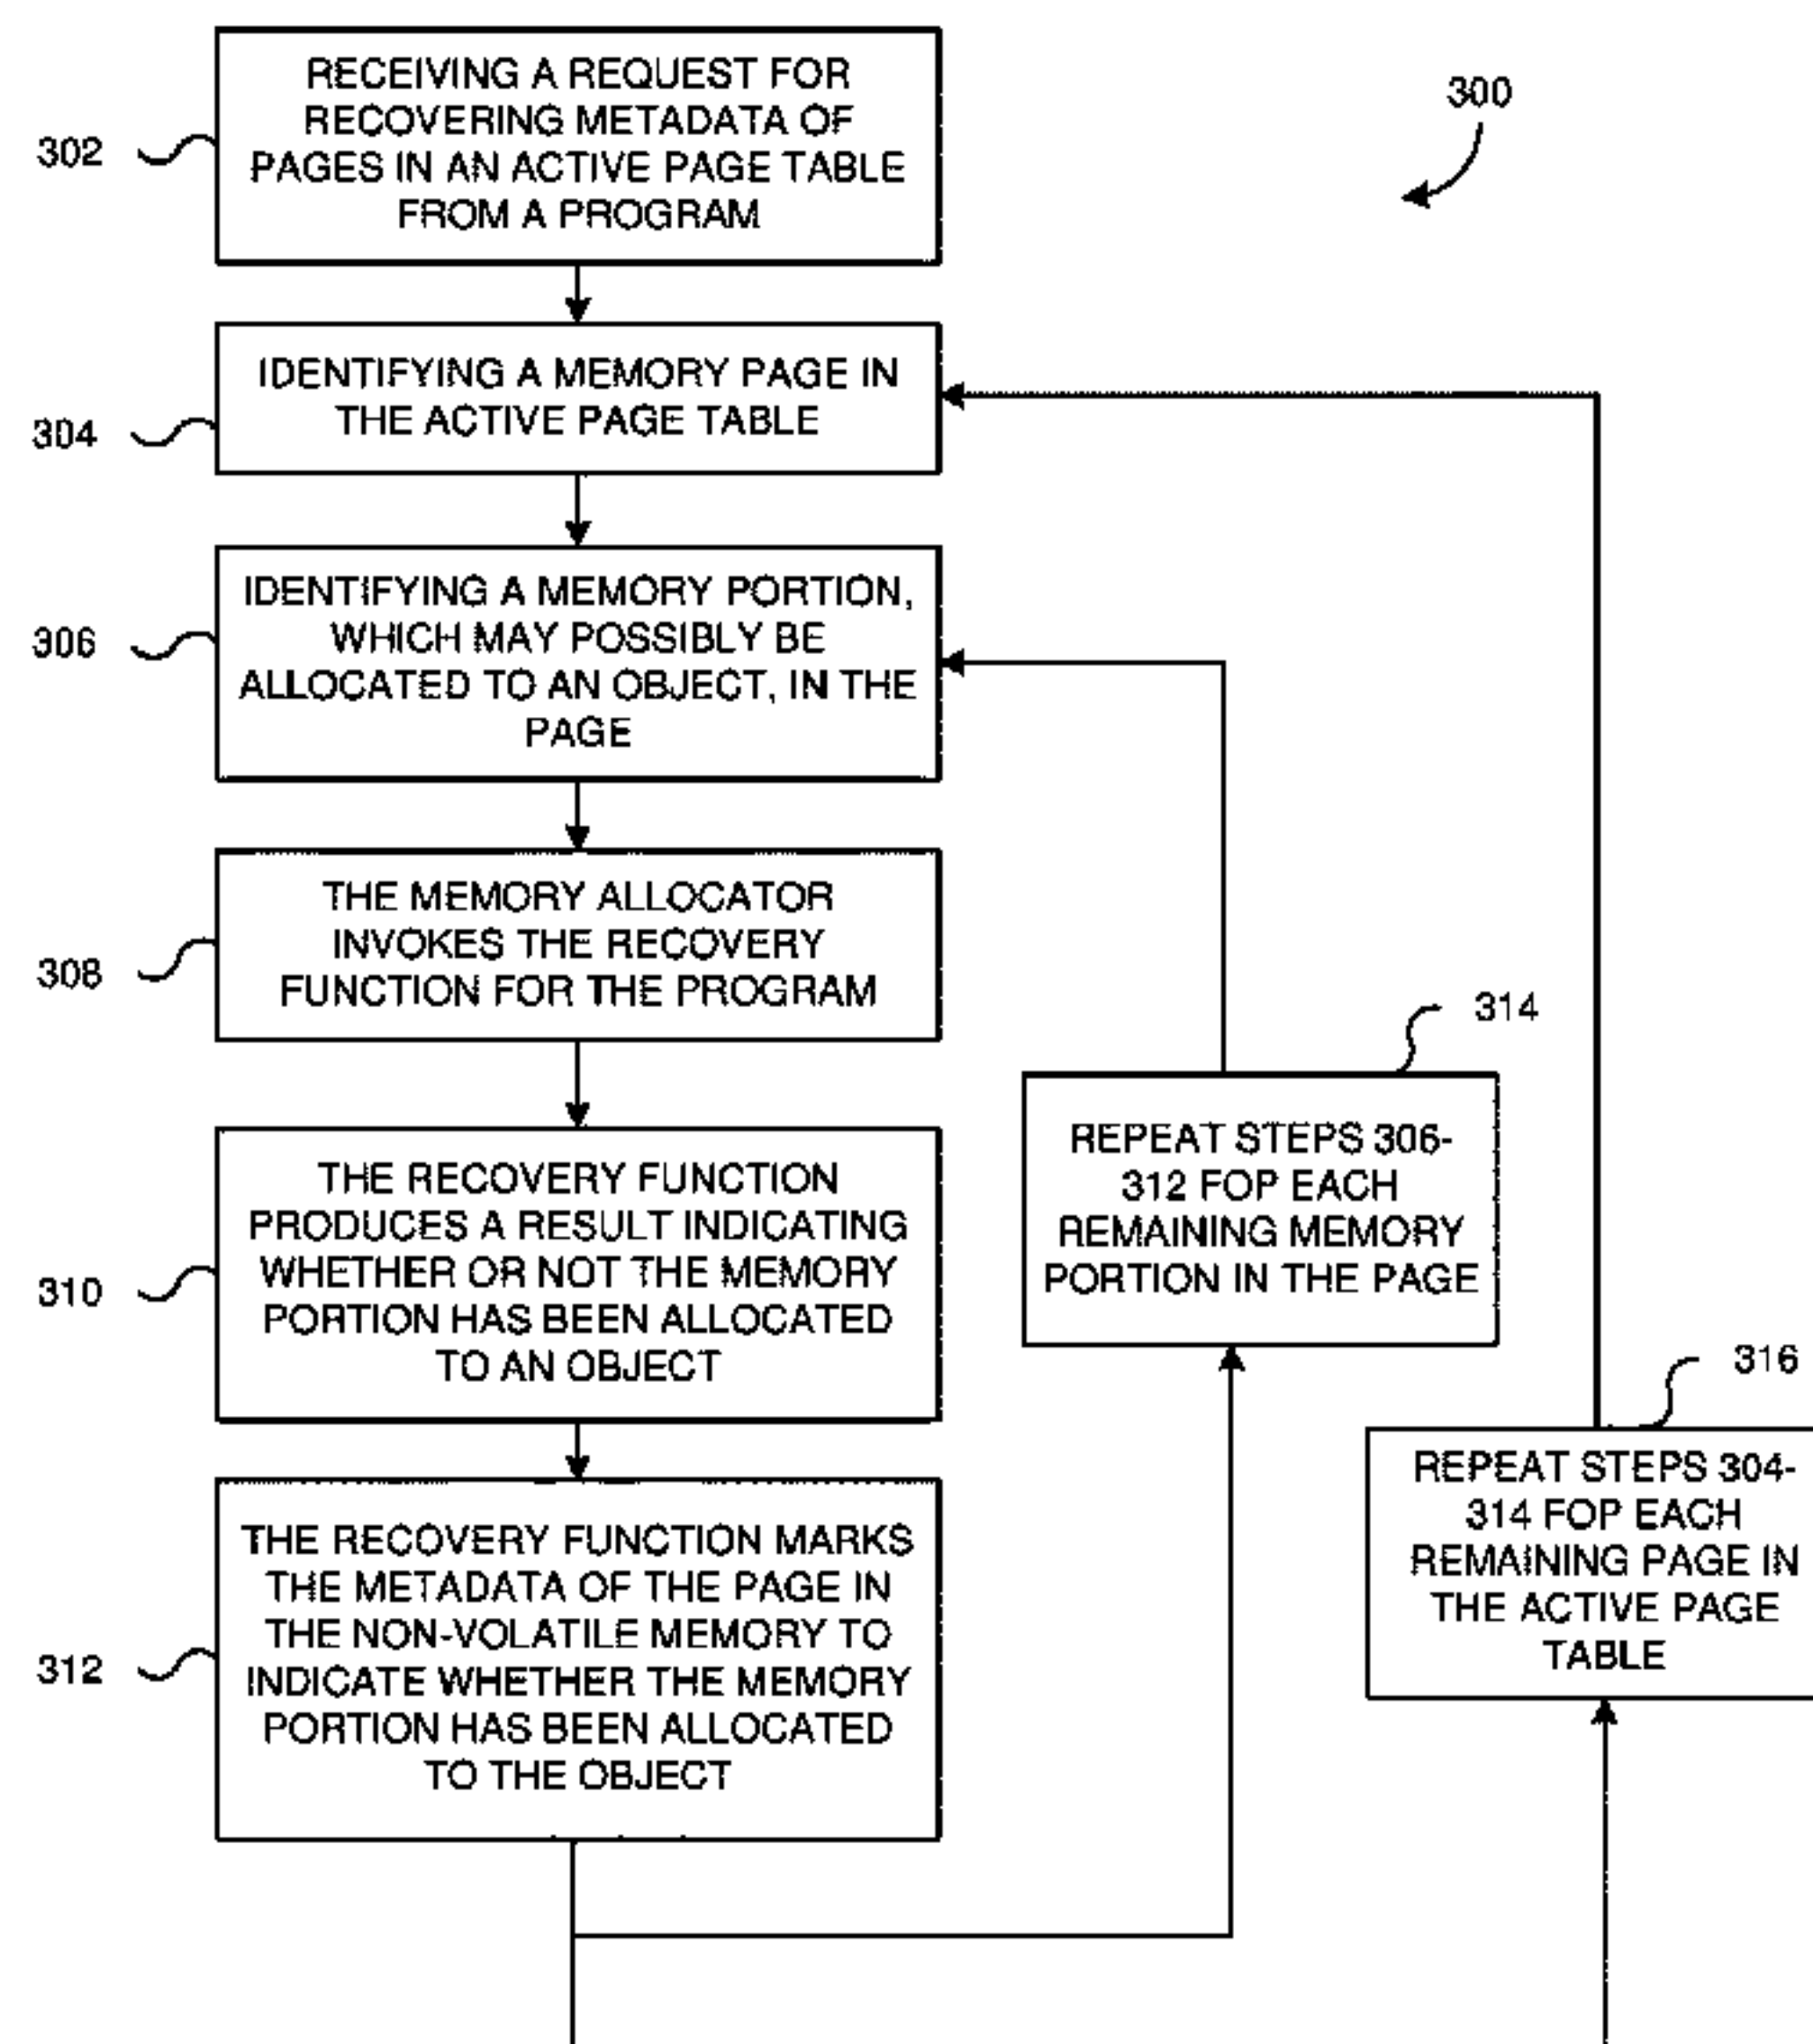 RECEIVING A REQUEST FOR
RECOVERING METADATA OF
PAGES IN AN ACTIVE PAGE TABLE
FROM A PROGRAM
302
300
IDENTIFYING A MEMORY PAGE IN
THE ACTIVE PAGE TABLE
304
IDENTIFYING A MEMORY PORTION,
WHICH MAY POSSIBLY BE
ALLOCATED TO AN OBJECT, IN THE
PAGE
306
THE MEMORY ALLOCATOR
INVOKES THE RECOVERY
FUNCTION FOR THE PROGRAM
308
THE RECOVERY FUNCTION
PRODUCES A RESULT INDICATING
WHETHER OR NOT THE MEMORY
PORTION HAS BEEN ALLOCATED
TO AN OBJECT
310
THE RECOVERY FUNCTION MARKS
THE METADATA OF THE PAGE IN
THE NON-VOLATILE MEMORY TO
INDICATE WHETHER THE MEMORY
PORTION HAS BEEN ALLOCATED
TO THE OBJECT
312
314
REPEAT STEPS 306-
312 FOP EACH
REMAINING MEMORY
PORTION IN THE PAGE
316
REPEAT STEPS 304-
314 FOP EACH
REMAINING PAGE IN
THE ACTIVE PAGE
TABLE